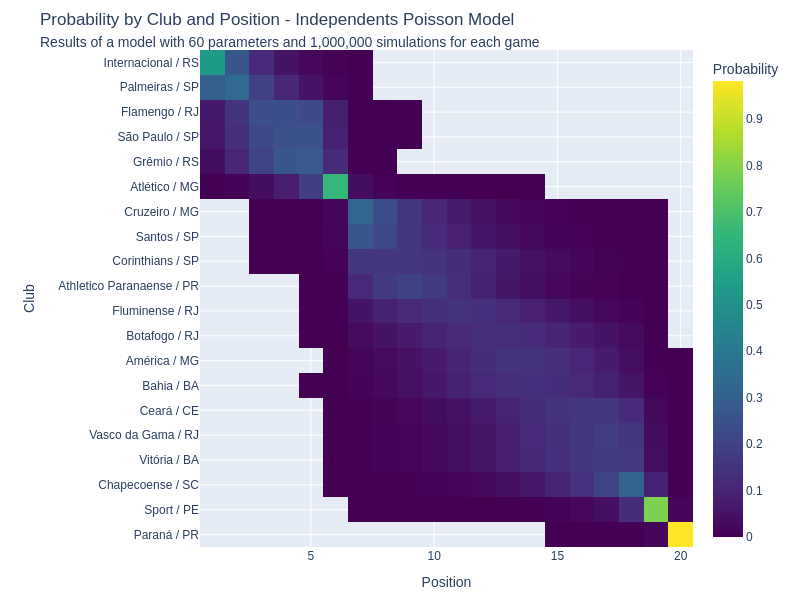 Probability by Club and Position - Independents Poisson Model
Results of a model with 60 parameters and 1,000,000 simulations for each game
Probability
Internacional / RS
Palmeiras / SP
Flamengo / RJ
São Paulo / SP
Grêmio / RS
Atlético / MG
Cruzeiro / MG
Santos / SP
Corinthians / SP
Athletico Paranaense / PR
Fluminense / RJ
Botafogo / RJ
América / MG
Bahia / BA
Ceará / CE
Vasco da Gama / RJ
Vitória / BA
Chapecoense / SC
Sport / PE
Paraná / PR
Club
5
10
15
20
Position
0.9
0.8
0.7
0.6
0.5
0.4
0.3
0.2
0.1
0